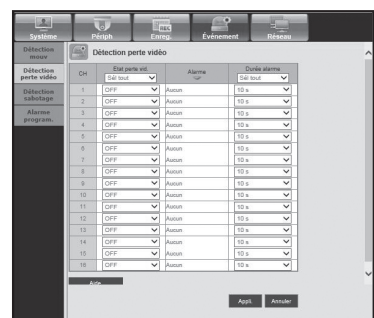 Système Périph Enreg. Événement Réseau
Détection mouv
Détection perte vidéo
Détection sabotage
Alarme program.
Détection perte vidéo
CH Etat perte vid. Alarme Durée alarme
Sél tout Sél tout
1 OFF Aucun 10 s
2 OFF Aucun 10 s
3 OFF Aucun 10 s
4 OFF Aucun 10 s
5 OFF Aucun 10 s
6 OFF Aucun 10 s
7 OFF Aucun 10 s
8 OFF Aucun 10 s
9 OFF Aucun 10 s
10 OFF Aucun 10 s
11 OFF Aucun 10 s
12 OFF Aucun 10 s
13 OFF Aucun 10 s
14 OFF Aucun 10 s
15 OFF Aucun 10 s
16 OFF Aucun 10 s
Aide
Appli. Annuler